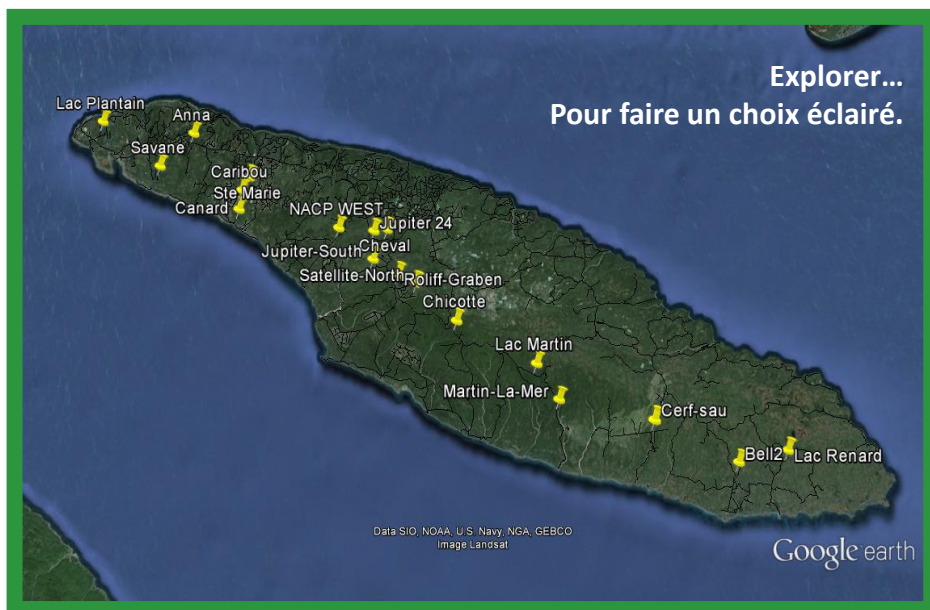 Explorer…
Pour faire un choix éclairé.
Lac Plantain
Anna
Savane
Caribou
Ste Marie
Canard
NACP WEST
Jupiter 24
Cheval
Jupiter-South
Satellite-North
Roliff-Graben
Chicotte
Lac Martin
Martin-La-Mer
Cerf-sau
Bell2
Lac Renard
Data SIO, NOAA, U.S. Navy, NGA, GEBCO
Image Landsat
Google earth